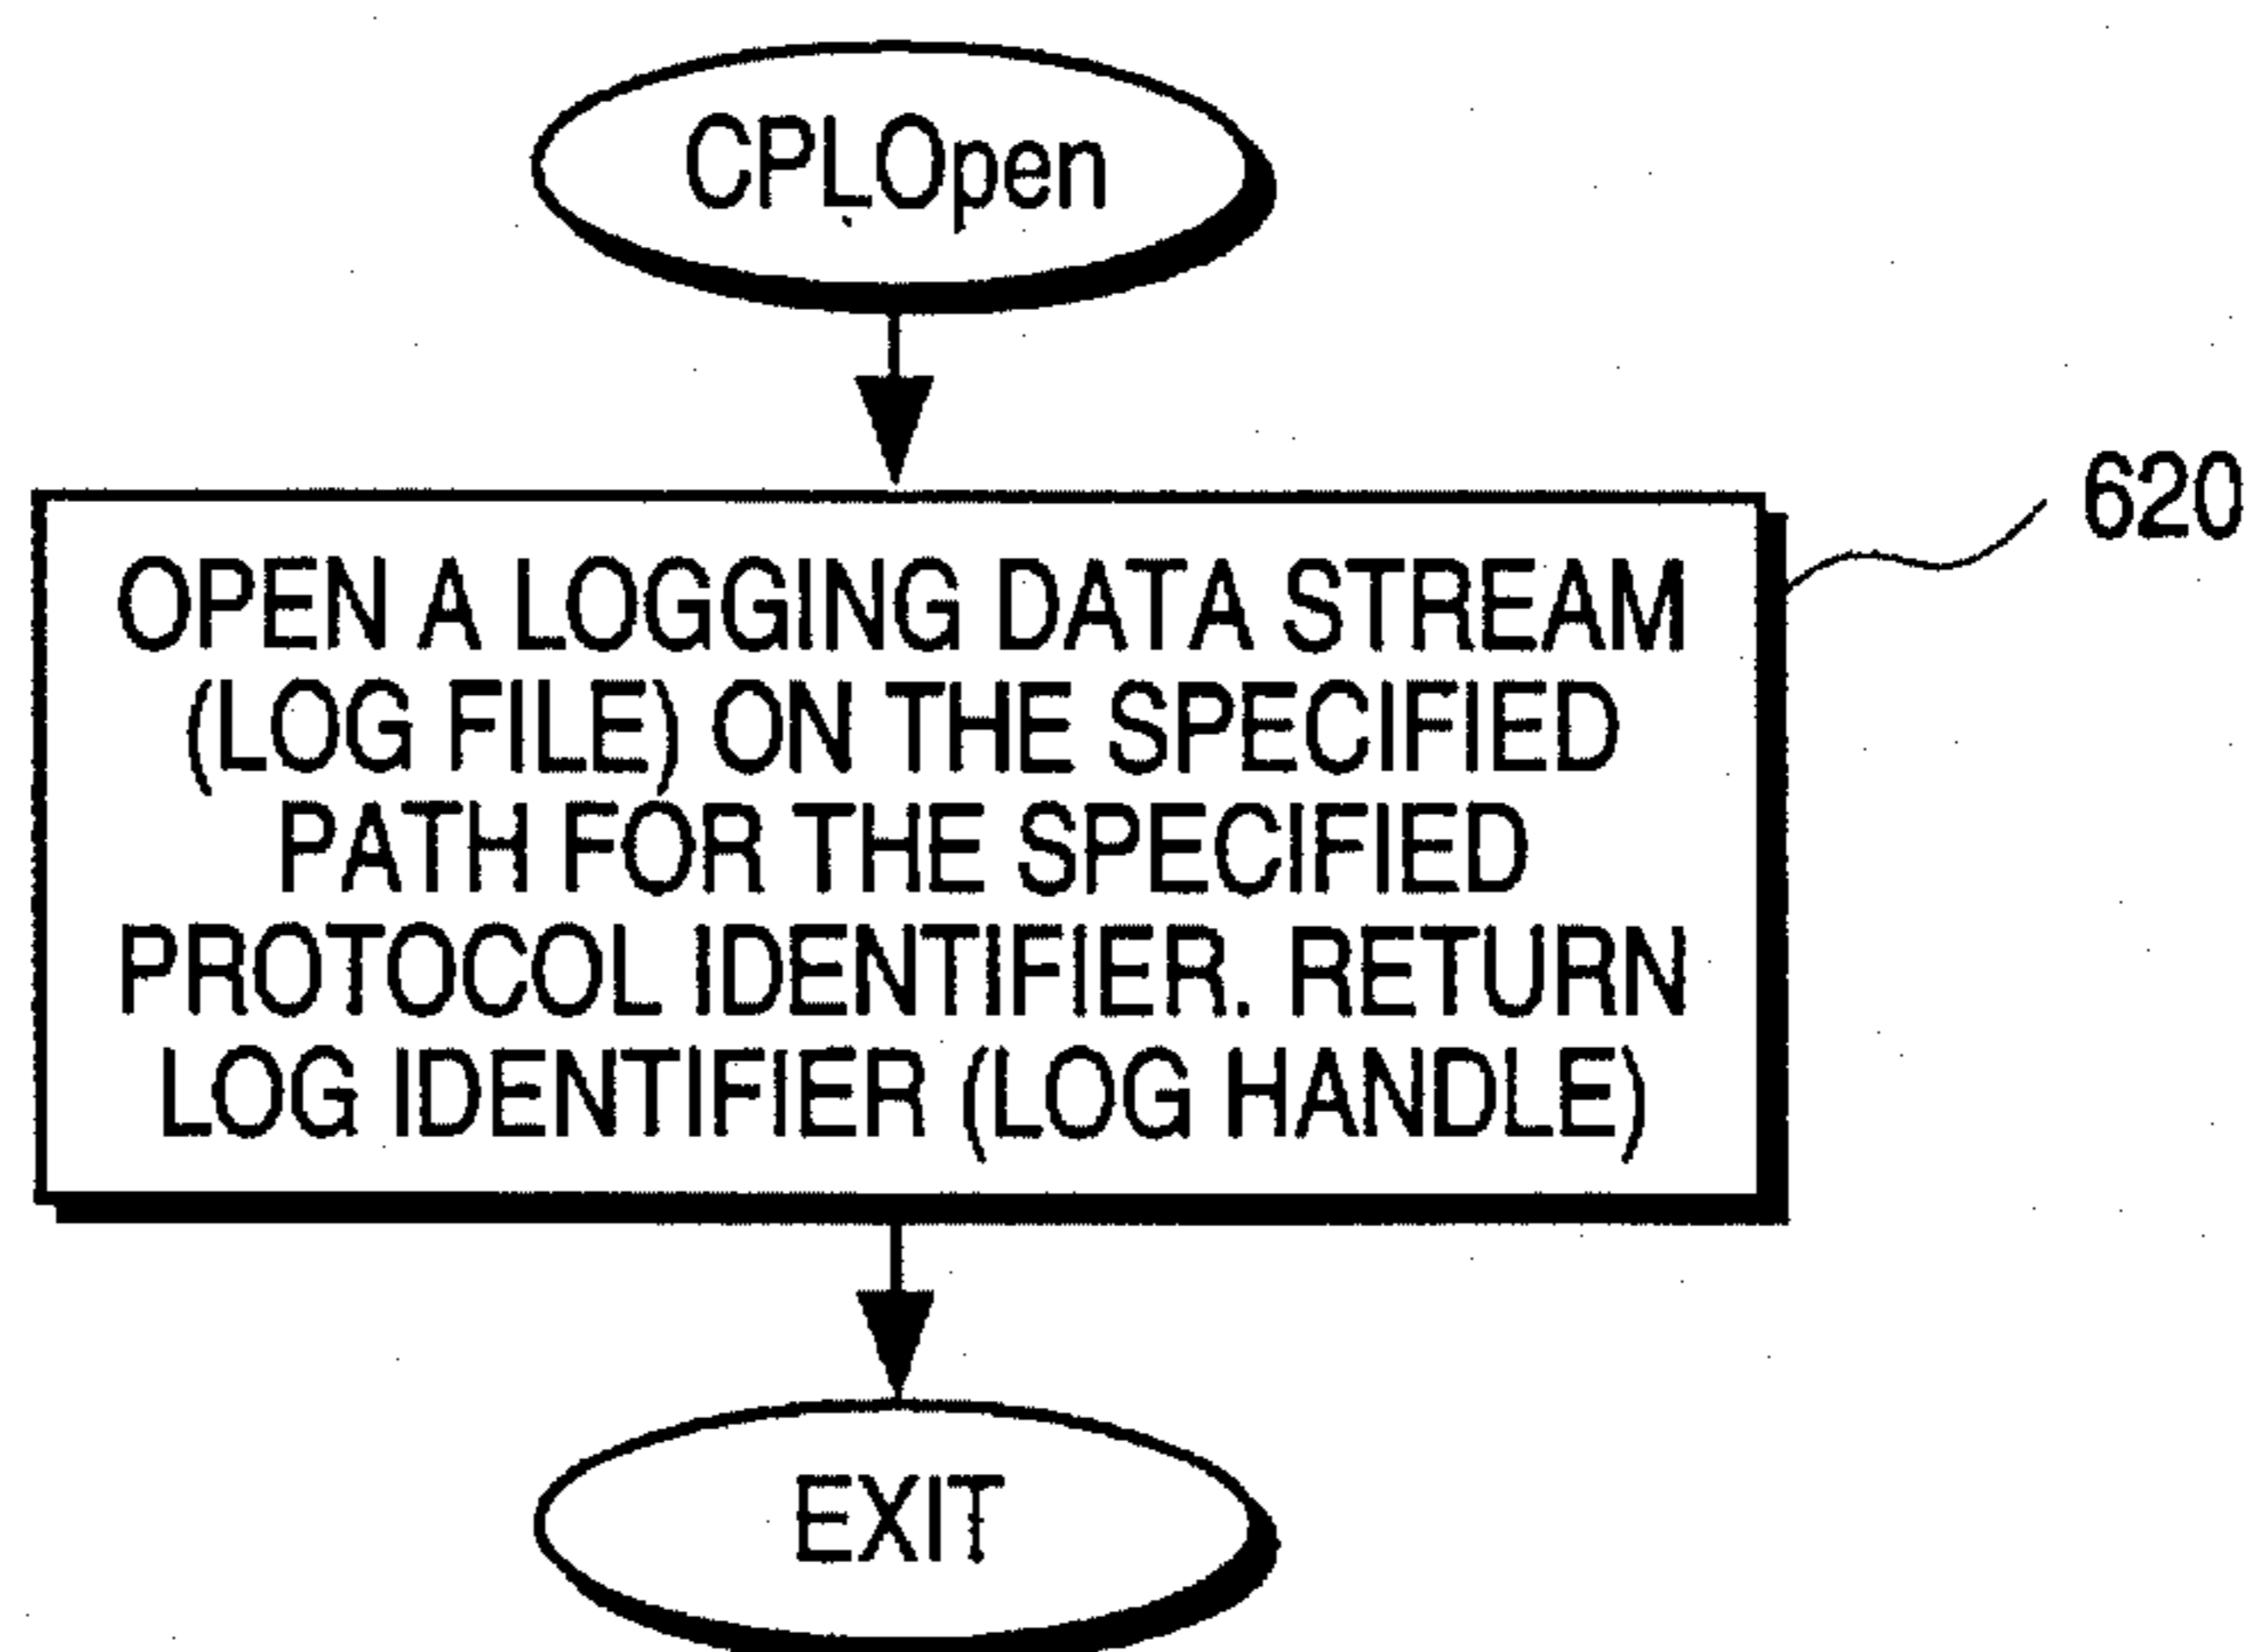 CPLOpen
620
OPEN A LOGGING DATA STREAM
(LOG FILE) ON THE SPECIFIED
PATH FOR THE SPECIFIED
PROTOCOL IDENTIFIER. RETURN
LOG IDENTIFIER (LOG HANDLE)
EXIT